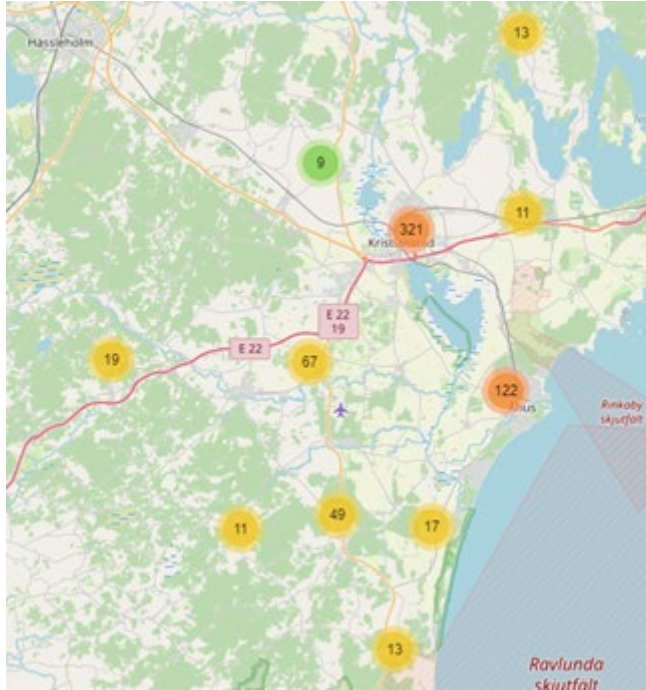 13
Hässleholm
9
11
321
Kristianstad
E 22
19
E 22
19
67
122
Åhus
Rinkaby
skjutfält
49
11
17
13
Ravlunda
skjutfält